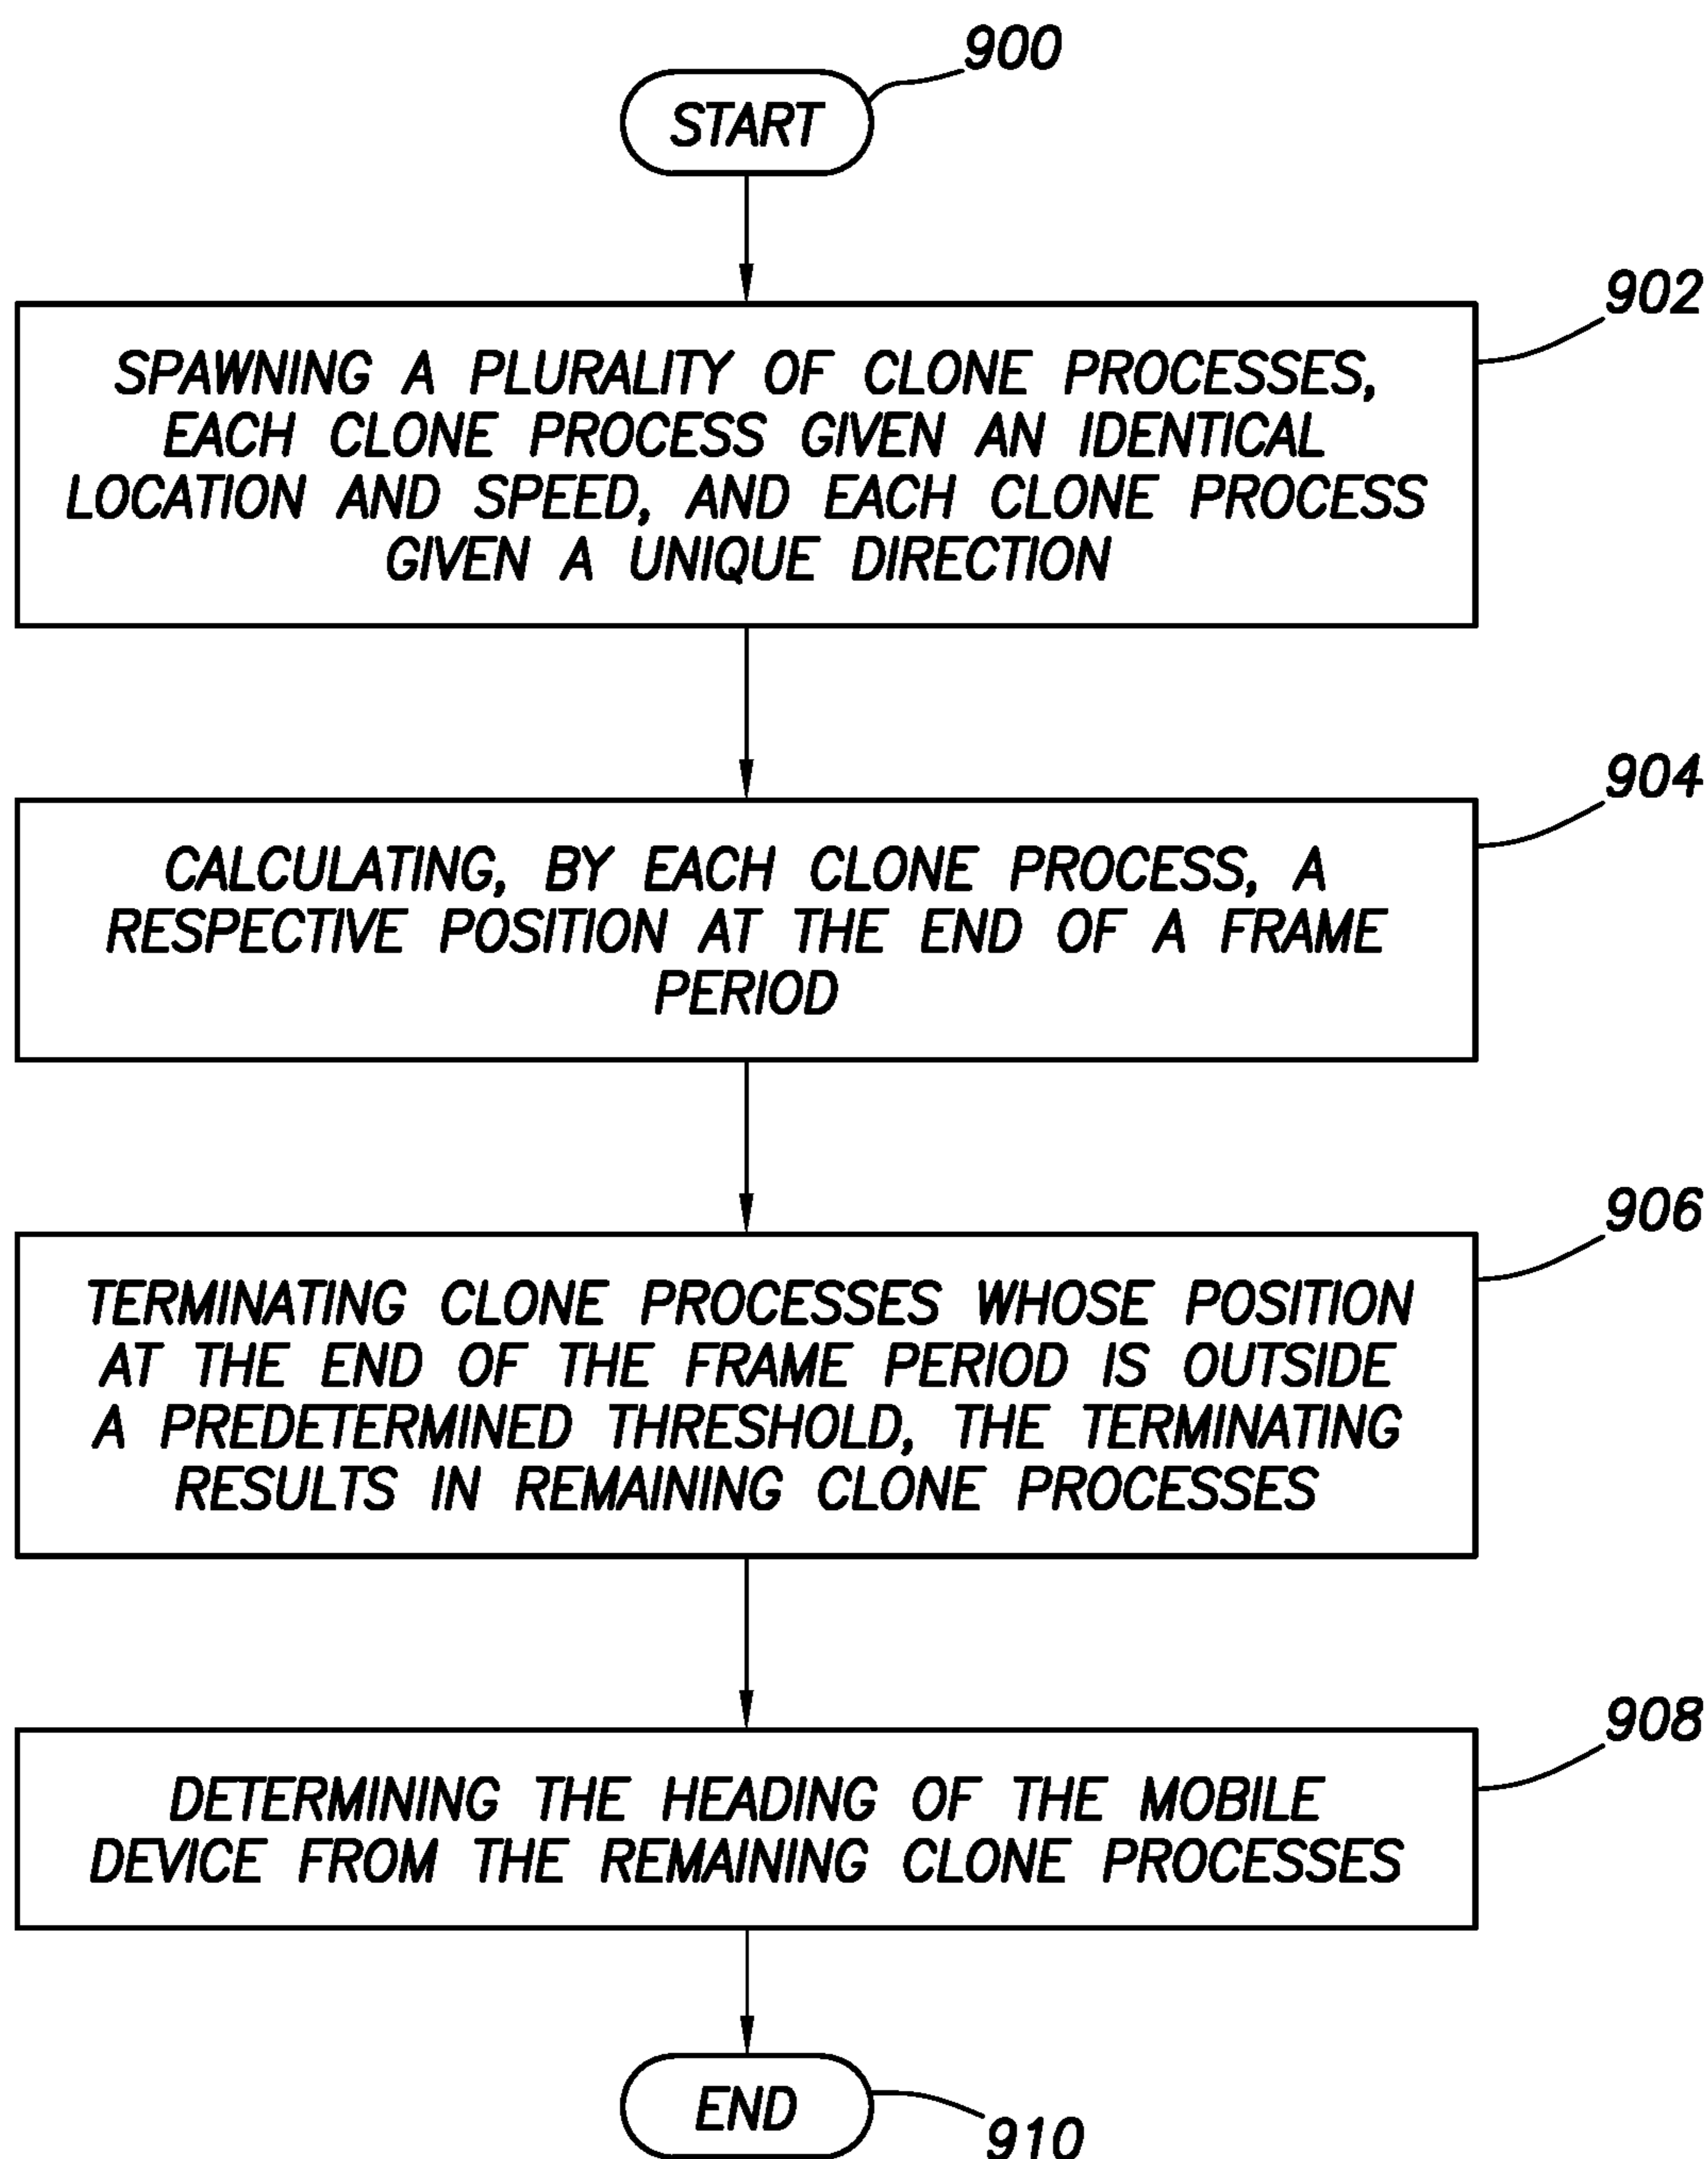 900
START
902
SPAWNING A PLURALITY OF CLONE PROCESSES,
EACH CLONE PROCESS GIVEN AN IDENTICAL
LOCATION AND SPEED, AND EACH CLONE PROCESS
GIVEN A UNIQUE DIRECTION
904
CALCULATING, BY EACH CLONE PROCESS, A
RESPECTIVE POSITION AT THE END OF A FRAME
PERIOD
906
TERMINATING CLONE PROCESSES WHOSE POSITION
AT THE END OF THE FRAME PERIOD IS OUTSIDE
A PREDETERMINED THRESHOLD, THE TERMINATING
RESULTS IN REMAINING CLONE PROCESSES
908
DETERMINING THE HEADING OF THE MOBILE
DEVICE FROM THE REMAINING CLONE PROCESSES
END
910